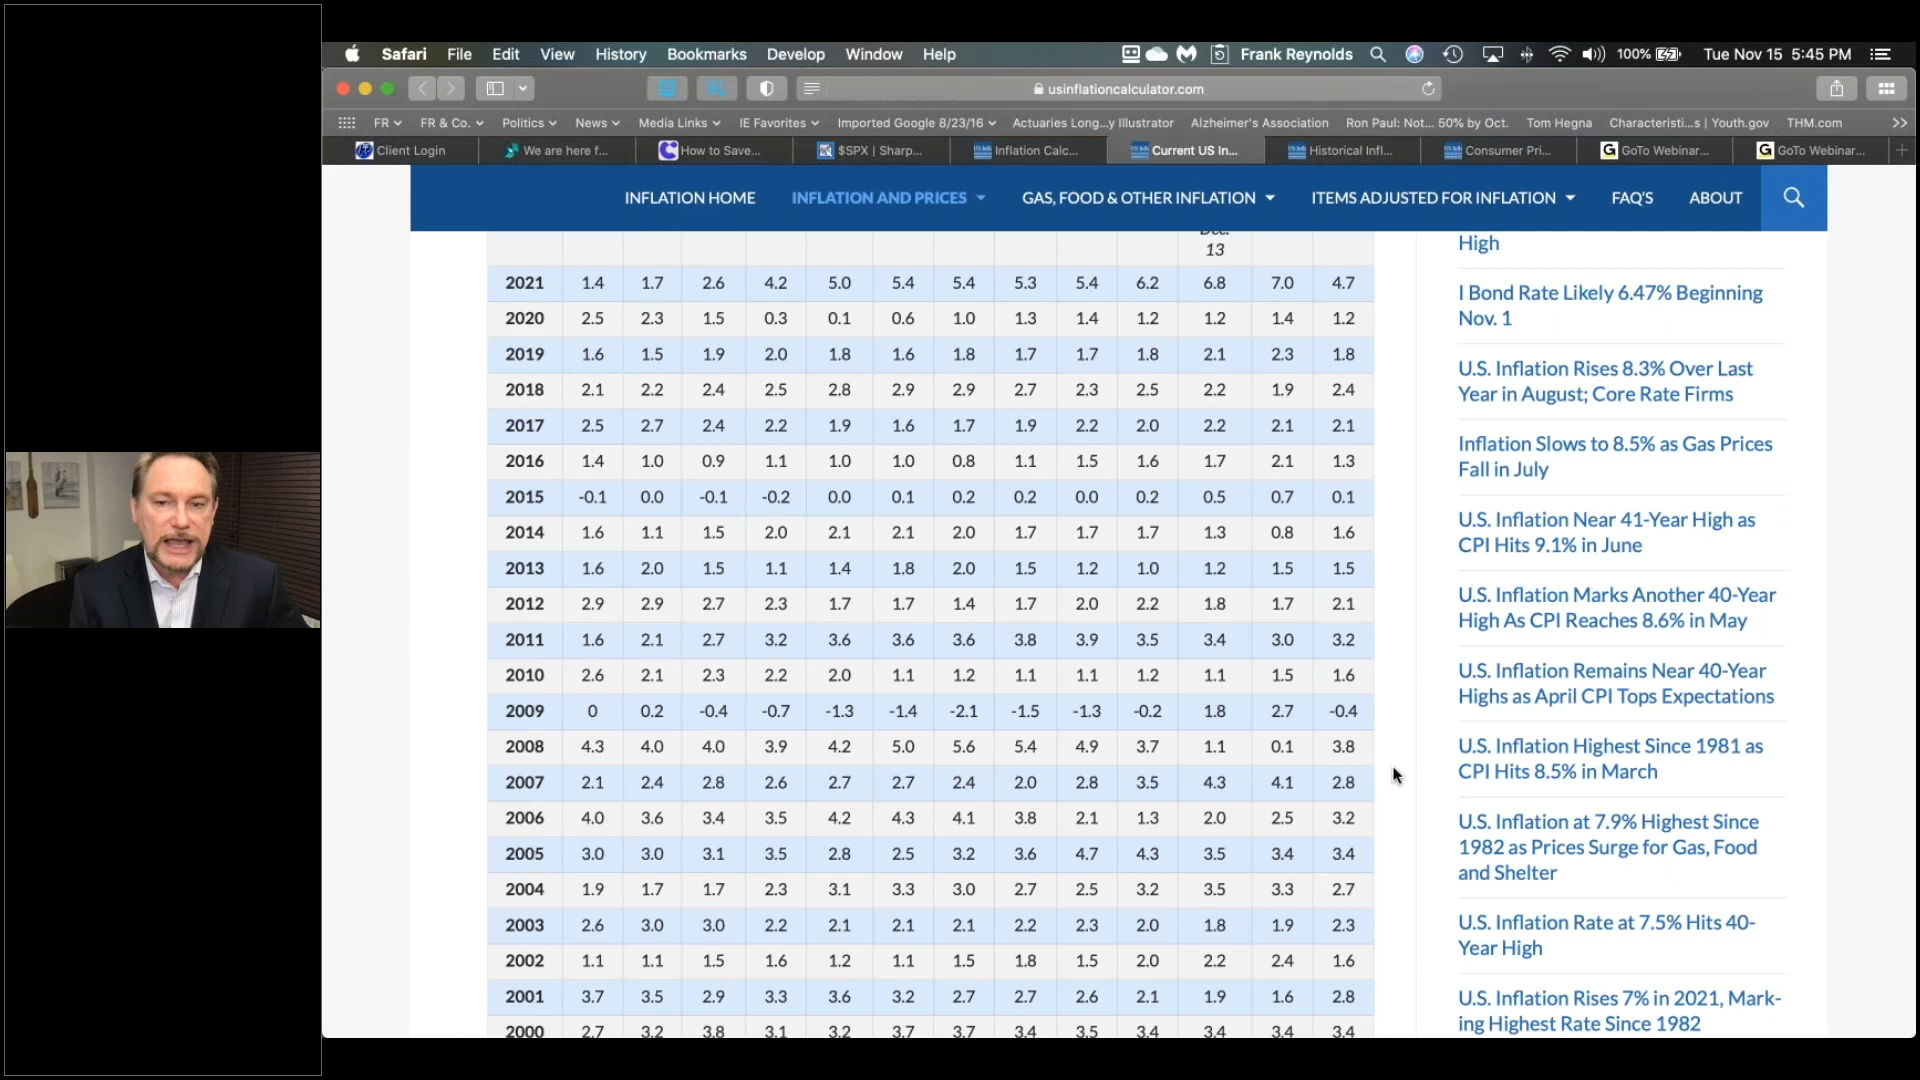 Safari File Edit View History Bookmarks Develop Window Help Frank Reynolds 100% Tue Nov 15 5:45 PM
usinflationcalculator.com
FR FR & Co. Politics News Media Links IE Favorites Imported Google 8/23/16 Actuaries Long...y Illustrator Alzheimer's Association Ron Paul: Not... 50% by Oct. Tom Hegna Characteristi...s | Youth.gov THM.com
Client Login We are here f... How to Save... $SPX | Sharp... Inflation Calc... Current US In... Historical Infl... Consumer Pri... GoTo Webinar... GoTo Webinar...
INFLATION HOME INFLATION AND PRICES GAS, FOOD & OTHER INFLATION ITEMS ADJUSTED FOR INFLATION FAQ'S ABOUT
Dec.
13
2021 1.4 1.7 2.6 4.2 5.0 5.4 5.4 5.3 5.4 6.2 6.8 7.0 4.7
2020 2.5 2.3 1.5 0.3 0.1 0.6 1.0 1.3 1.4 1.2 1.2 1.4 1.2
2019 1.6 1.5 1.9 2.0 1.8 1.6 1.8 1.7 1.7 1.8 2.1 2.3 1.8
2018 2.1 2.2 2.4 2.5 2.8 2.9 2.9 2.7 2.3 2.5 2.2 1.9 2.4
2017 2.5 2.7 2.4 2.2 1.9 1.6 1.7 1.9 2.2 2.0 2.2 2.1 2.1
2016 1.4 1.0 0.9 1.1 1.0 1.0 0.8 1.1 1.5 1.6 1.7 2.1 1.3
2015 -0.1 0.0 -0.1 -0.2 0.0 0.1 0.2 0.2 0.0 0.2 0.5 0.7 0.1
2014 1.6 1.1 1.5 2.0 2.1 2.1 2.0 1.7 1.7 1.7 1.3 0.8 1.6
2013 1.6 2.0 1.5 1.1 1.4 1.8 2.0 1.5 1.2 1.0 1.2 1.5 1.5
2012 2.9 2.9 2.7 2.3 1.7 1.7 1.4 1.7 2.0 2.2 1.8 1.7 2.1
2011 1.6 2.1 2.7 3.2 3.6 3.6 3.6 3.8 3.9 3.5 3.4 3.0 3.2
2010 2.6 2.1 2.3 2.2 2.0 1.1 1.2 1.1 1.1 1.2 1.1 1.5 1.6
2009 0 0.2 -0.4 -0.7 -1.3 -1.4 -2.1 -1.5 -1.3 -0.2 1.8 2.7 -0.4
2008 4.3 4.0 4.0 3.9 4.2 5.0 5.6 5.4 4.9 3.7 1.1 0.1 3.8
2007 2.1 2.4 2.8 2.6 2.7 2.7 2.4 2.0 2.8 3.5 4.3 4.1 2.8
2006 4.0 3.6 3.4 3.5 4.2 4.3 4.1 3.8 2.1 1.3 2.0 2.5 3.2
2005 3.0 3.0 3.1 3.5 2.8 2.5 3.2 3.6 4.7 4.3 3.5 3.4 3.4
2004 1.9 1.7 1.7 2.3 3.1 3.3 3.0 2.7 2.5 3.2 3.5 3.3 2.7
2003 2.6 3.0 3.0 2.2 2.1 2.1 2.1 2.2 2.3 2.0 1.8 1.9 2.3
2002 1.1 1.1 1.5 1.6 1.2 1.1 1.5 1.8 1.5 2.0 2.2 2.4 1.6
2001 3.7 3.5 2.9 3.3 3.6 3.2 2.7 2.7 2.6 2.1 1.9 1.6 2.8
2000 2.7 3.2 3.8 3.1 3.2 3.7 3.7 3.4 3.5 3.4 3.4 3.4 3.4
High
I Bond Rate Likely 6.47% Beginning
Nov. 1
U.S. Inflation Rises 8.3% Over Last
Year in August; Core Rate Firms
Inflation Slows to 8.5% as Gas Prices
Fall in July
U.S. Inflation Near 41-Year High as
CPI Hits 9.1% in June
U.S. Inflation Marks Another 40-Year
High As CPI Reaches 8.6% in May
U.S. Inflation Remains Near 40-Year
Highs as April CPI Tops Expectations
U.S. Inflation Highest Since 1981 as
CPI Hits 8.5% in March
U.S. Inflation at 7.9% Highest Since
1982 as Prices Surge for Gas, Food
and Shelter
U.S. Inflation Rate at 7.5% Hits 40-
Year High
U.S. Inflation Rises 7% in 2021, Mark-
ing Highest Rate Since 1982